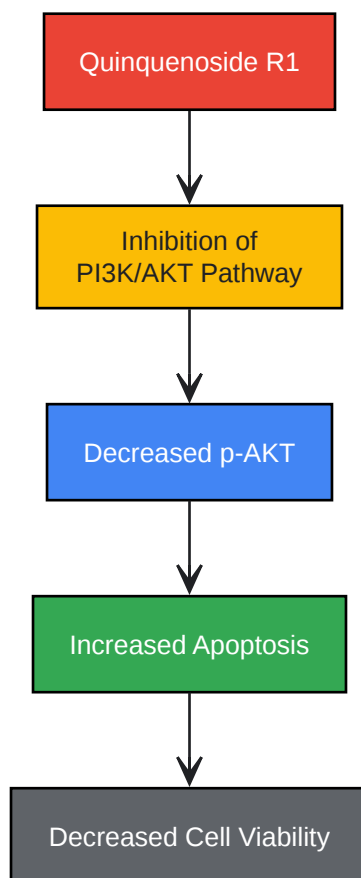 Quinquenoside R1
Inhibition of
PI3K/AKT Pathway
Decreased p-AKT
Increased Apoptosis
Decreased Cell Viability